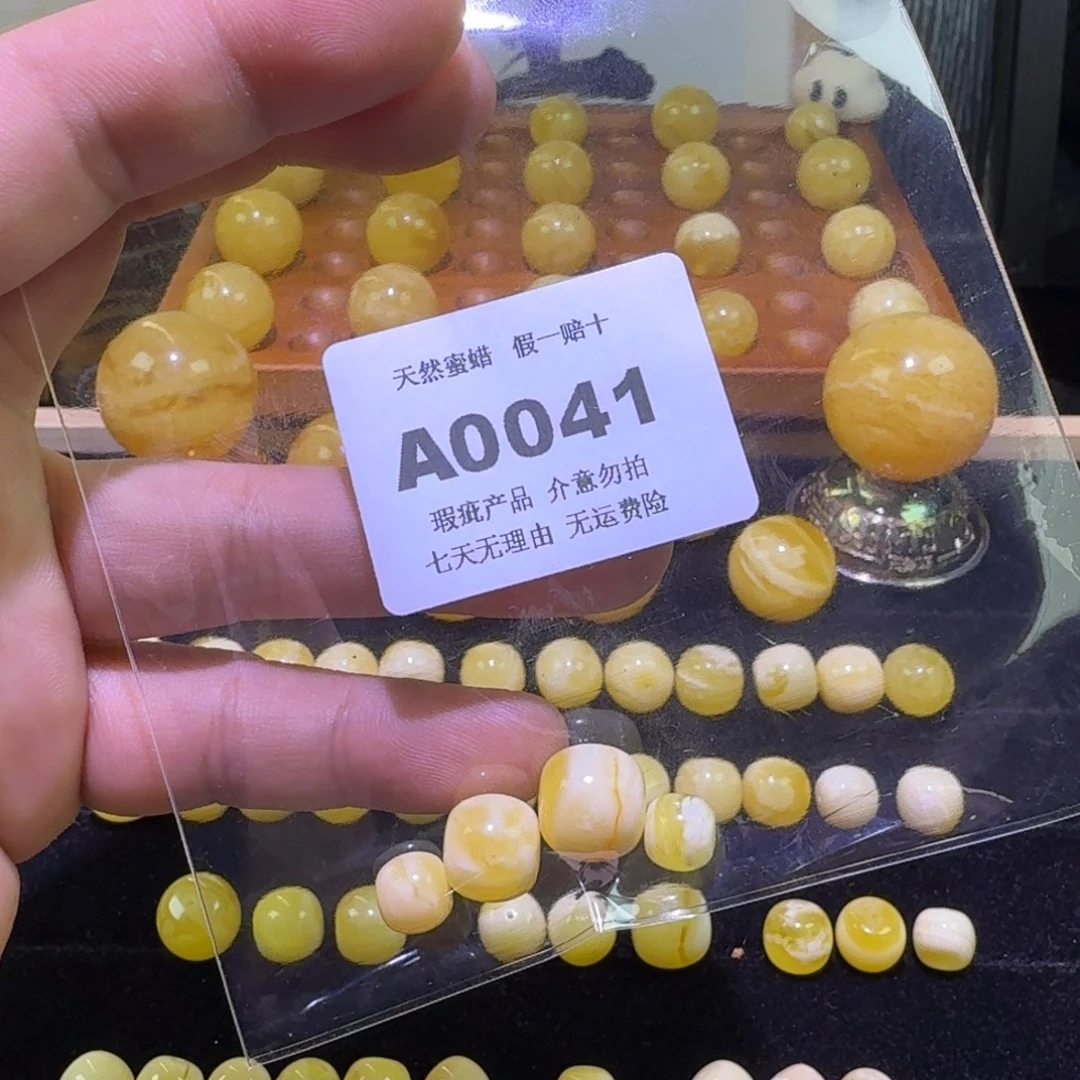 天然蜜蜡 假一赔十
A0041
瑕疵产品 介意勿拍
七天无理由 无运费险